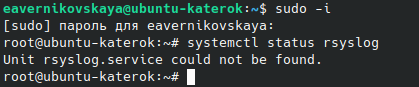 eavernikovskaya@ubuntu-katerok:~$ sudo -i
[sudo] пароль для eavernikovskaya:
root@ubuntu-katerok:~# systemctl status rsyslog
Unit rsyslog.service could not be found.
root@ubuntu-katerok:~#